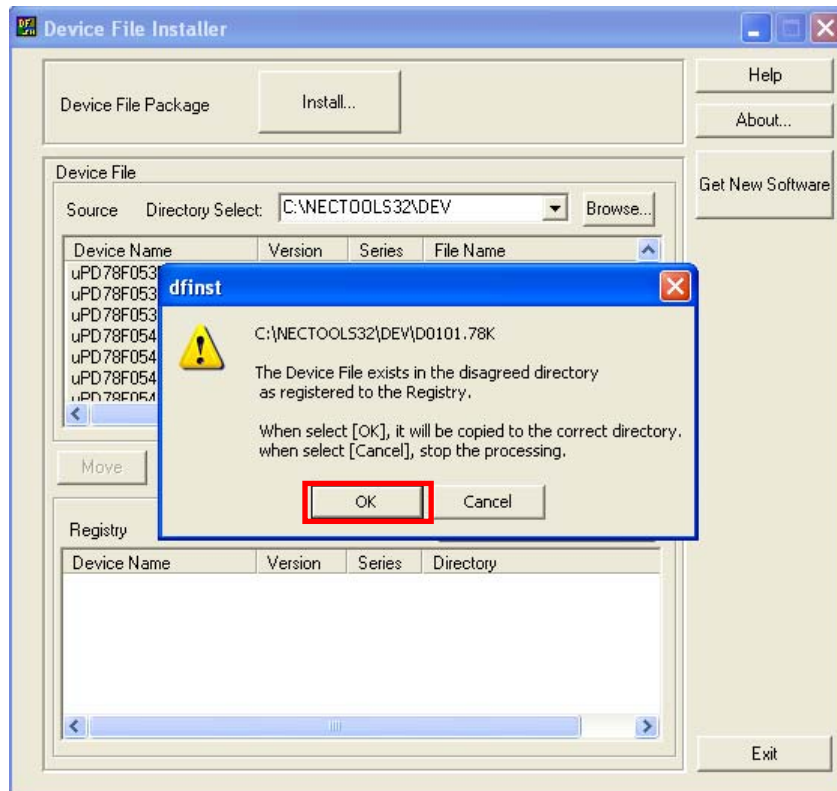 Device File Installer
Device File Package
Install...
Help
About...
Get New Software
Device File
Source Directory Select: C:\NECTOOLS32\DEV Browse...
Device Name Version Series File Name
uPD78F053
uPD78F053
uPD78F053
uPD78F054
uPD78F054
uPD78F054
uPD78F054
dfinst
C:\NECTOOLS32\DEV\D0101.78K
The Device File exists in the disagreed directory
as registered to the Registry.
When select [OK], it will be copied to the correct directory.
when select [Cancel], stop the processing.
OK Cancel
Move
Registry
Device Name Version Series Directory
Exit